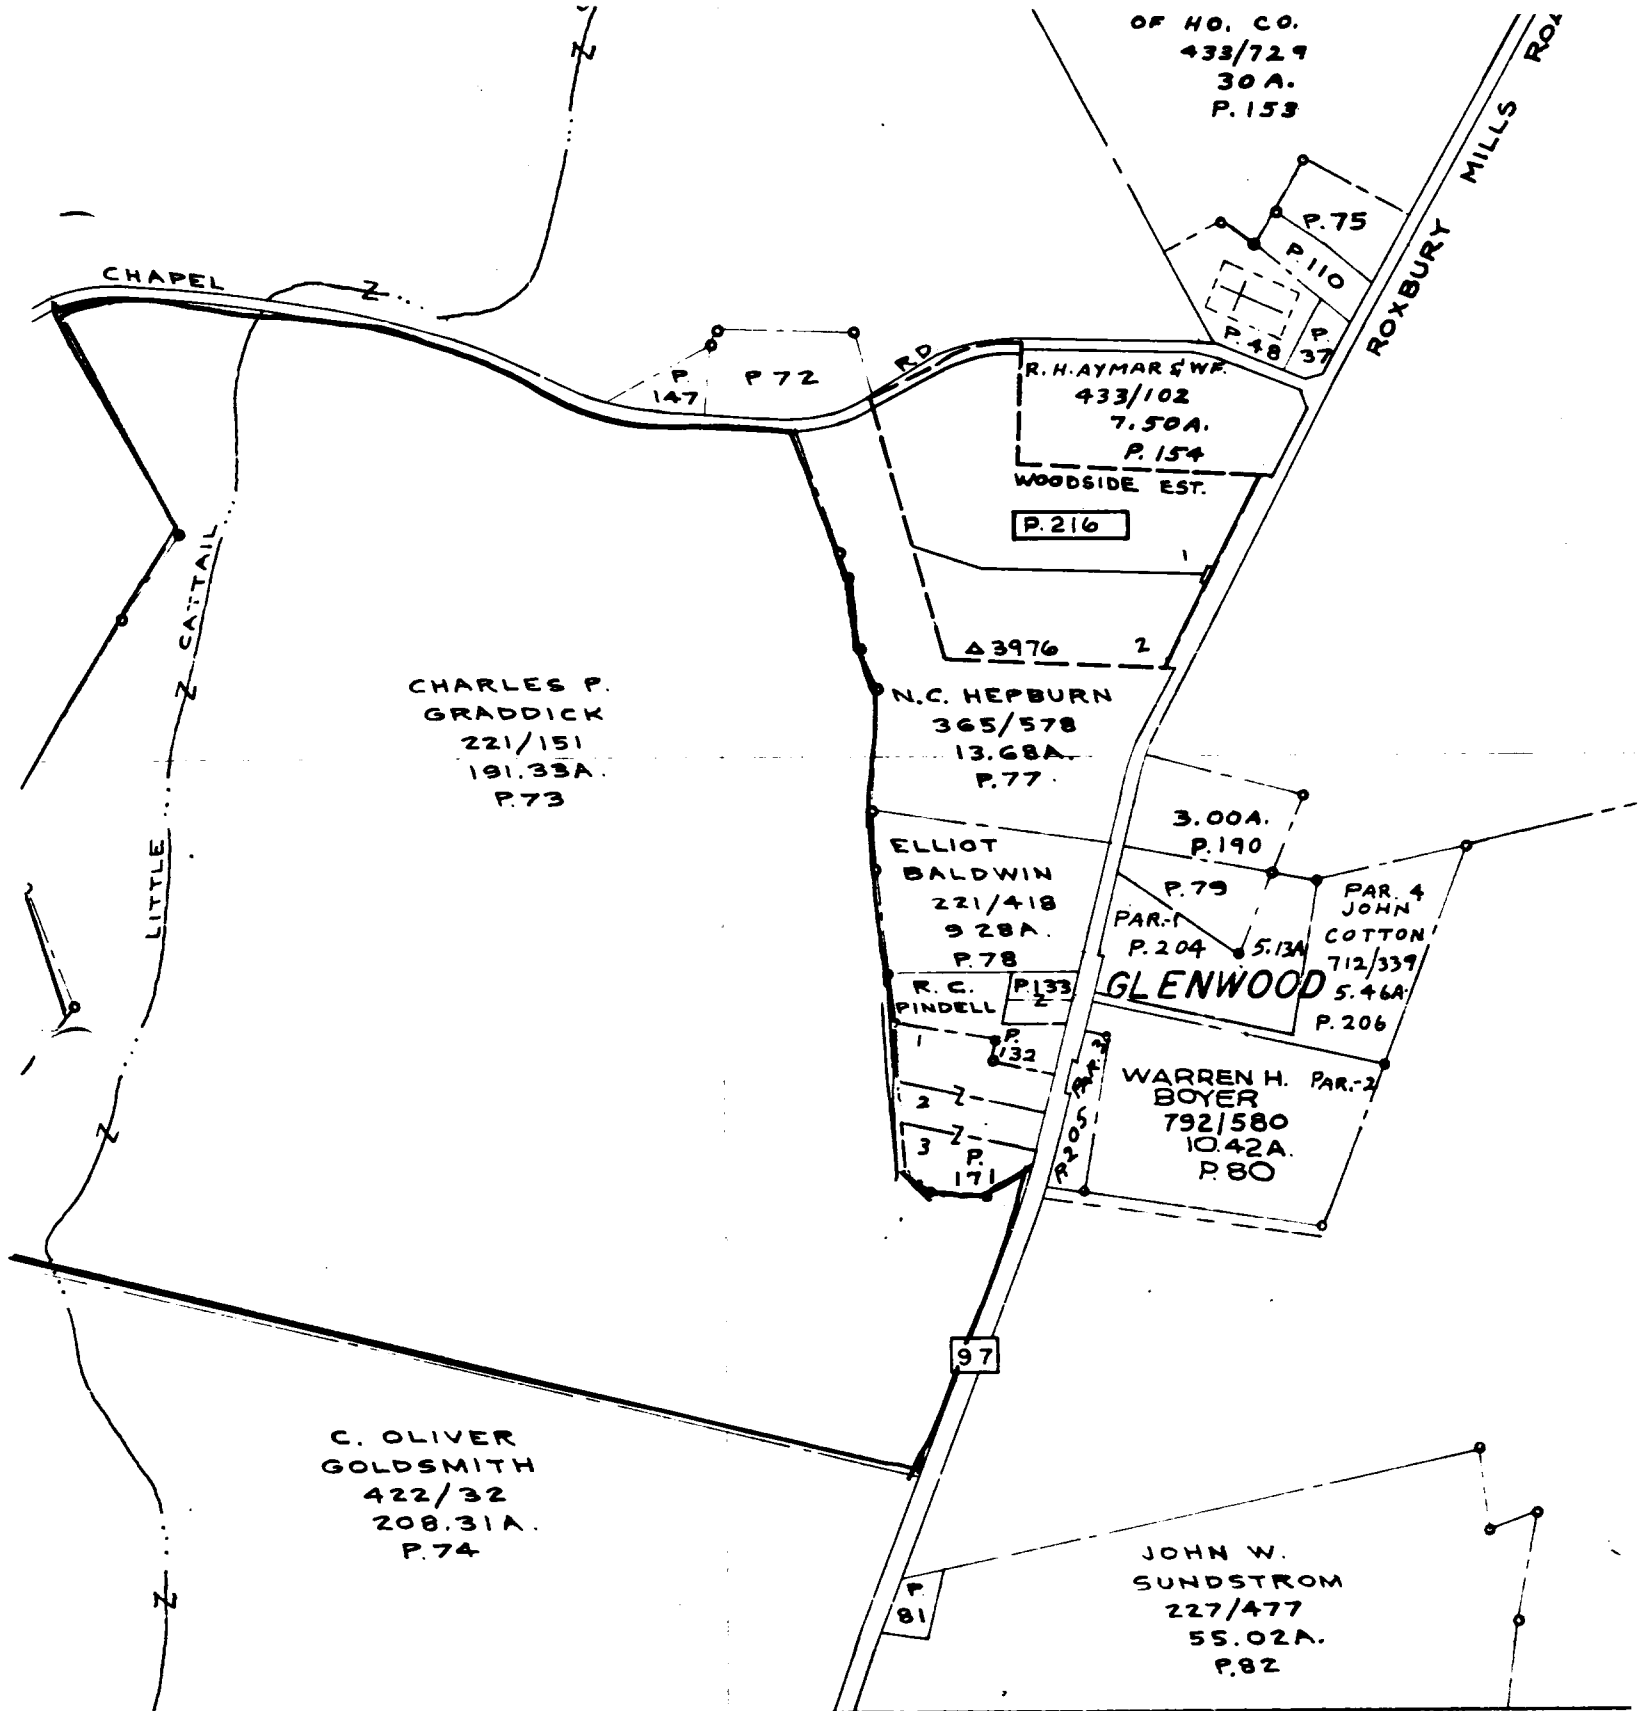 OF HO. CO.
433/729
30 A.
P. 153
ROXBURY MILLS
P. 75
P. 110
P. 48
P. 37
CHAPEL
RD
P. 147
P 72
R. H. AYMAR & WF.
433/102
7.50A.
P. 154
WOODSIDE EST.
P. 216
1
△ 3976
2
LITTLE CATTAIL
CHARLES P.
GRADDICK
221/151
191.33A.
P. 73
N.C. HEPBURN
365/578
13.68A.
P. 77
3.00A.
P. 190
ELLIOT
BALDWIN
221/418
9 28A.
P. 78
P. 79
PAR.-1
P. 204
5.13A
PAR. 4
JOHN
COTTON
712/339
5.46A
P. 206
GLENWOOD
R. C.
PINDELL
P. 133
1
P. 132
2
3
P. 171
P. 205
WARREN H.
BOYER
792/580
10.42A.
P. 80
PAR.-2
97
C. OLIVER
GOLDSMITH
422/32
208.31A.
P. 74
P. 81
JOHN W.
SUNDSTROM
227/477
55.02A.
P. 82